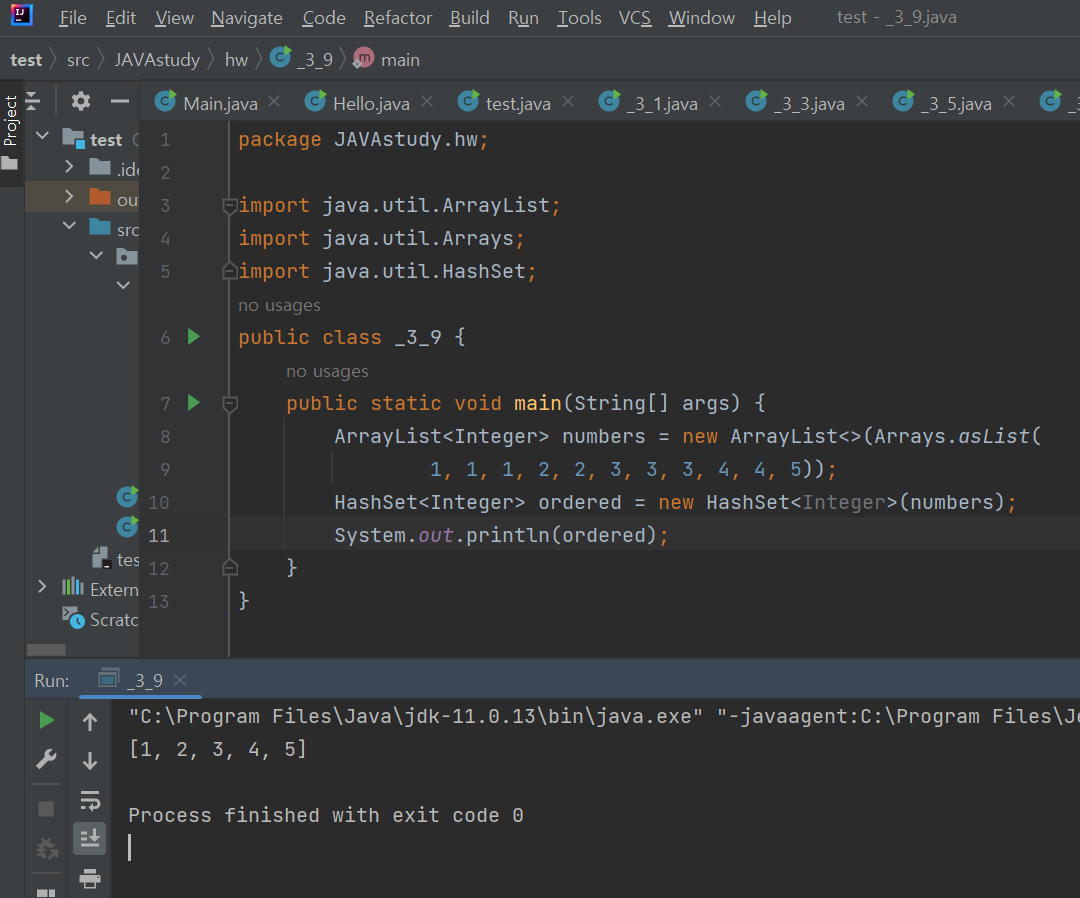 File Edit View Navigate Code Refactor Build Run Tools VCS Window Help test - _3_9.java
test src JAVAstudy hw _3_9 main
Project
Main.java Hello.java test.java _3_1.java _3_3.java _3_5.java
test
.ide
ou
src
tes
Extern
Scratc
1 package JAVAstudy.hw;
2
3 import java.util.ArrayList;
4 import java.util.Arrays;
5 import java.util.HashSet;
no usages
6 public class _3_9 {
no usages
7 public static void main(String[] args) {
8 ArrayList<Integer> numbers = new ArrayList<>(Arrays.asList(
9 1, 1, 1, 2, 2, 3, 3, 3, 4, 4, 5));
10 HashSet<Integer> ordered = new HashSet<Integer>(numbers);
11 System.out.println(ordered);
12 }
13 }
Run: _3_9
"C:\Program Files\Java\jdk-11.0.13\bin\java.exe" "-javaagent:C:\Program Files\Je
[1, 2, 3, 4, 5]
Process finished with exit code 0